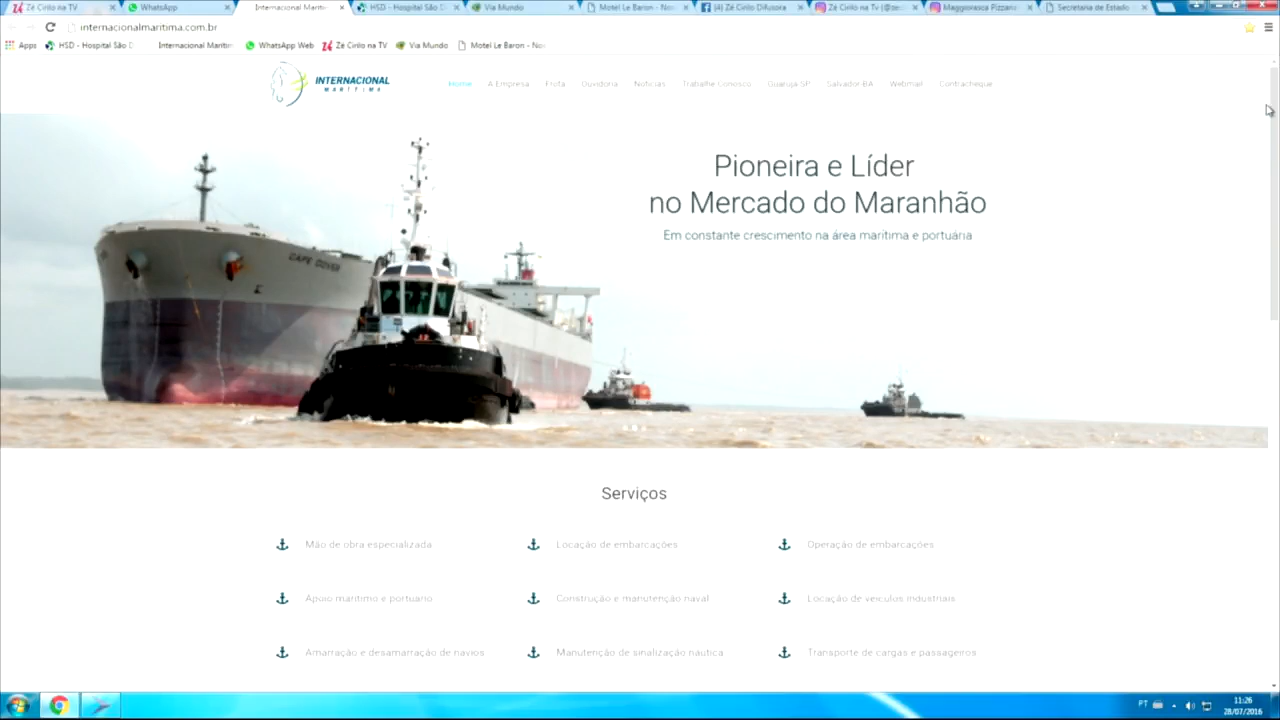 Zé Cirilo na TV
WhatsApp
Internacional Maritim
HSD - Hospital São D
Via Mundo
Motel Le Baron - No
(4) Zé Cirilo Difusora
Zé Cirilo na Tv (@ze
Maggiorasca Pizzaria
Secretaria de Estado
internacionalmaritima.com.br
Apps
HSD - Hospital São D
Internacional Marítim
WhatsApp Web
Zé Cirilo na TV
Via Mundo
Motel Le Baron - No
INTERNACIONAL
MARÍTIMA
Home
A Empresa
Frota
Ouvidoria
Notícias
Trabalhe Conosco
Guarujá SP
Salvador BA
Webmail
Contracheque
Pioneira e Líder
no Mercado do Maranhão
Em constante crescimento na área marítima e portuária
CAPE DOVER
Serviços
Mão de obra especializada
Locação de embarcações
Operação de embarcações
Apoio marítimo e portuário
Construção e manutenção naval
Locação de veículos industriais
Amarração e desamarração de navios
Manutenção de sinalização náutica
Transporte de cargas e passageiros
PT
11:26
28/07/2016